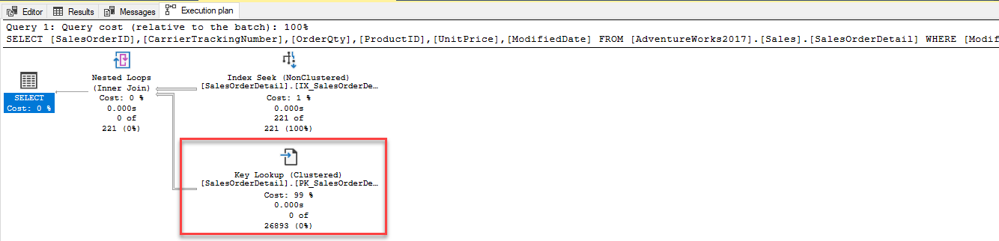 Editor Results Messages Execution plan
Query 1: Query cost (relative to the batch): 100%
SELECT [SalesOrderID],[CarrierTrackingNumber],[OrderQty],[ProductID],[UnitPrice],[ModifiedDate] FROM [AdventureWorks2017].[Sales].[SalesOrderDetail] WHERE [Modif
SELECT
Cost: 0 %
Nested Loops
(Inner Join)
Cost: 0 %
0.000s
0 of
221 (0%)
Index Seek (NonClustered)
[SalesOrderDetail].[IX_SalesOrderDe…
Cost: 1 %
0.000s
221 of
221 (100%)
Key Lookup (Clustered)
[SalesOrderDetail].[PK_SalesOrderDe…
Cost: 99 %
0.000s
0 of
26893 (0%)